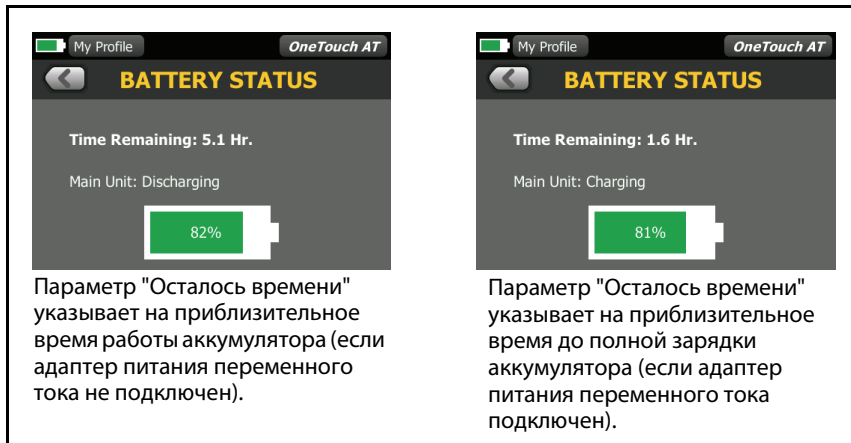 My Profile
OneTouch AT
BATTERY STATUS
Time Remaining: 5.1 Hr.
Main Unit: Discharging
82%
Параметр "Осталось времени"
указывает на приблизительное
время работы аккумулятора (если
адаптер питания переменного
тока не подключен).
My Profile
OneTouch AT
BATTERY STATUS
Time Remaining: 1.6 Hr.
Main Unit: Charging
81%
Параметр "Осталось времени"
указывает на приблизительное
время до полной зарядки
аккумулятора (если адаптер
питания переменного тока
подключен).